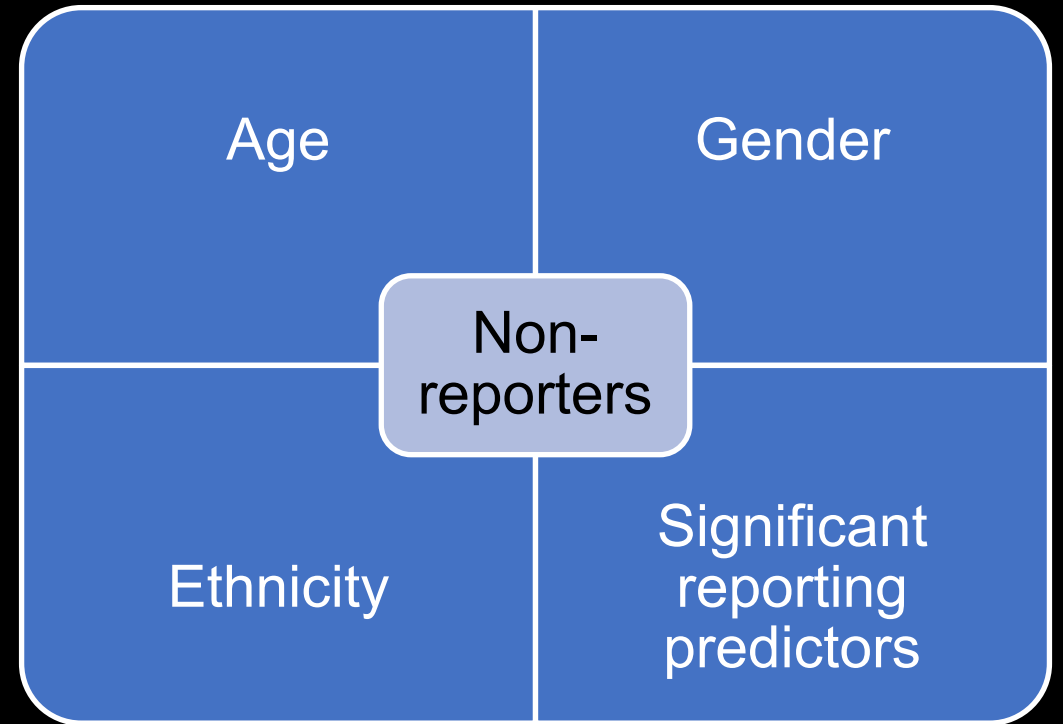 Age
Gender
Non-
reporters
Ethnicity
Significant
reporting
predictors